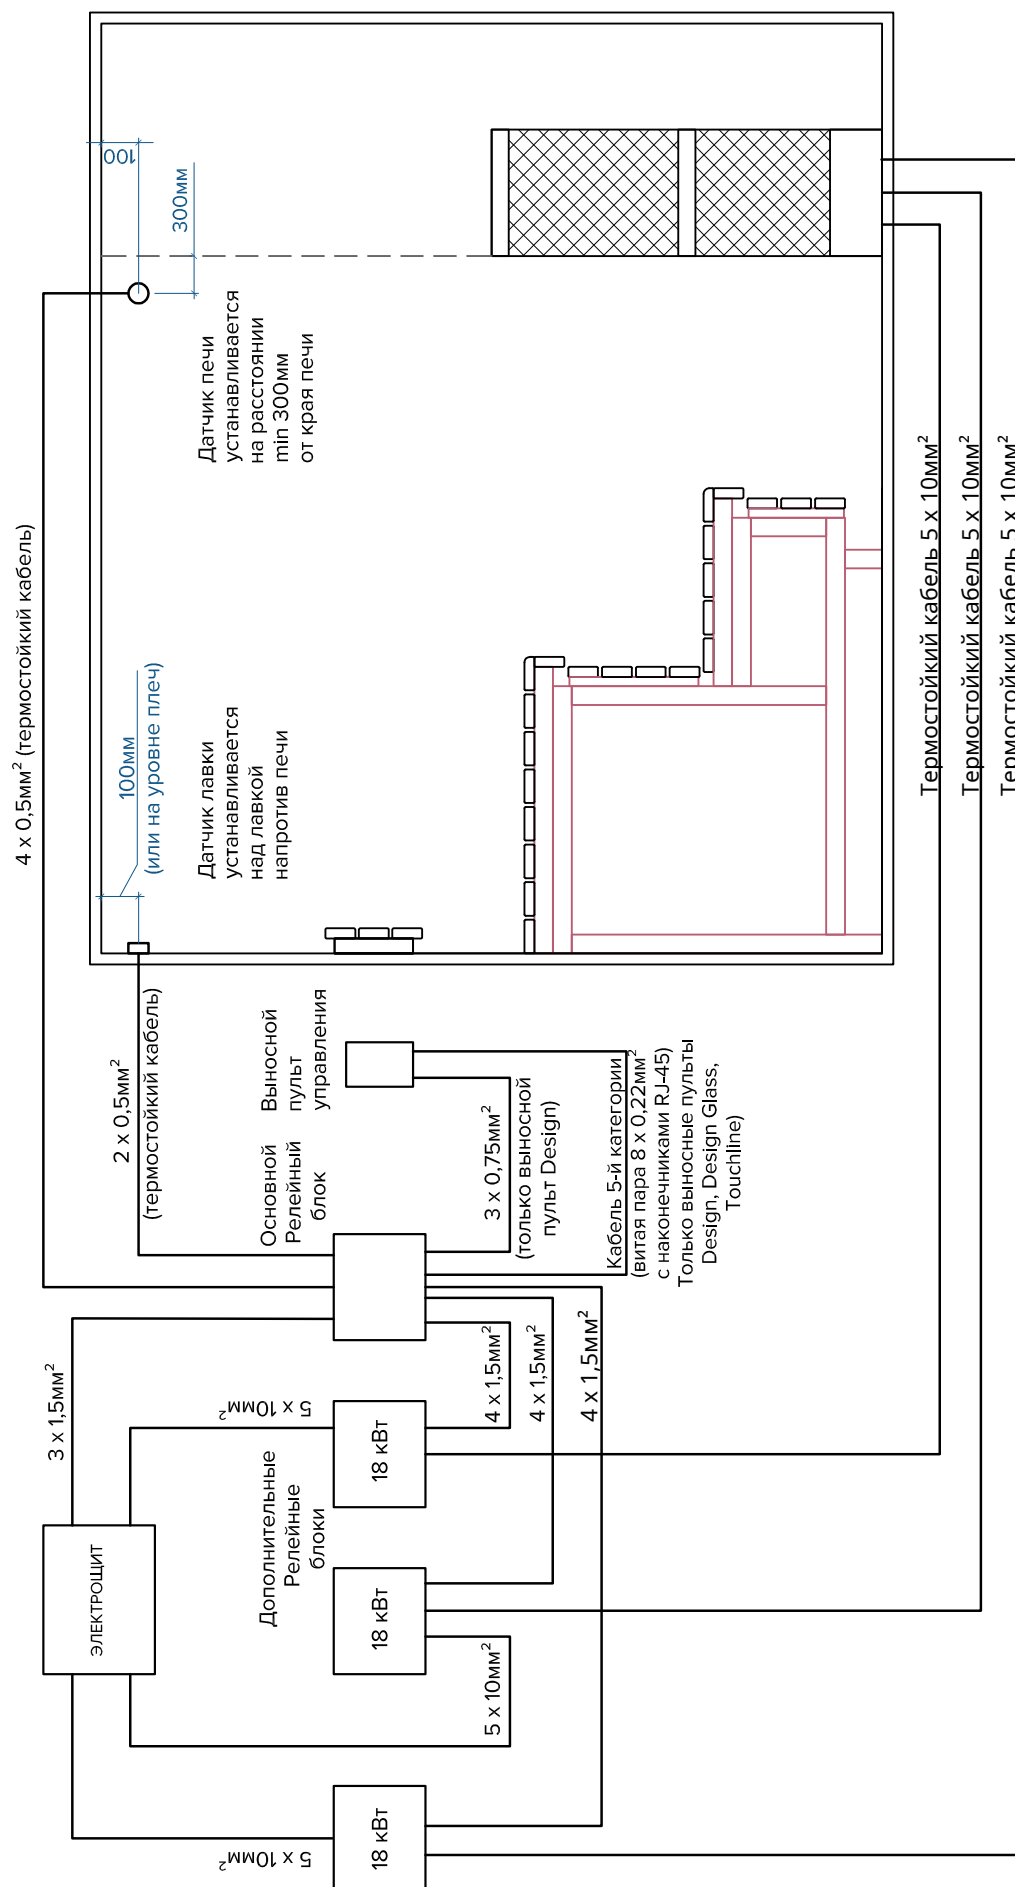 4 x 0,5мм² (термостойкий кабель)
100
300мм
Датчик печи
устанавливается
на расстоянии
min 300мм
от края печи
100мм
(или на уровне плеч)
Датчик лавки
устанавливается
над лавкой
напротив печи
Термостойкий кабель 5 x 10мм²
Термостойкий кабель 5 x 10мм²
Термостойкий кабель 5 x 10мм²
2 x 0,5мм²
(термостойкий кабель)
Выносной
пульт
управления
Основной
Релейный
блок
3 x 0,75мм²
(только выносной
пульт Design)
Кабель 5-й категории
(витая пара 8 x 0,22мм²
с наконечниками RJ-45)
Только выносные пульты
Design, Design Glass,
Touchline)
3 x 1,5мм²
5 x 10мм²
4 x 1,5мм²
4 x 1,5мм²
4 x 1,5мм²
Дополнительные
Релейные
блоки
18 кВт
ЭЛЕКТРОЩИТ
18 кВт
5 x 10мм²
18 кВт
5 x 10мм²